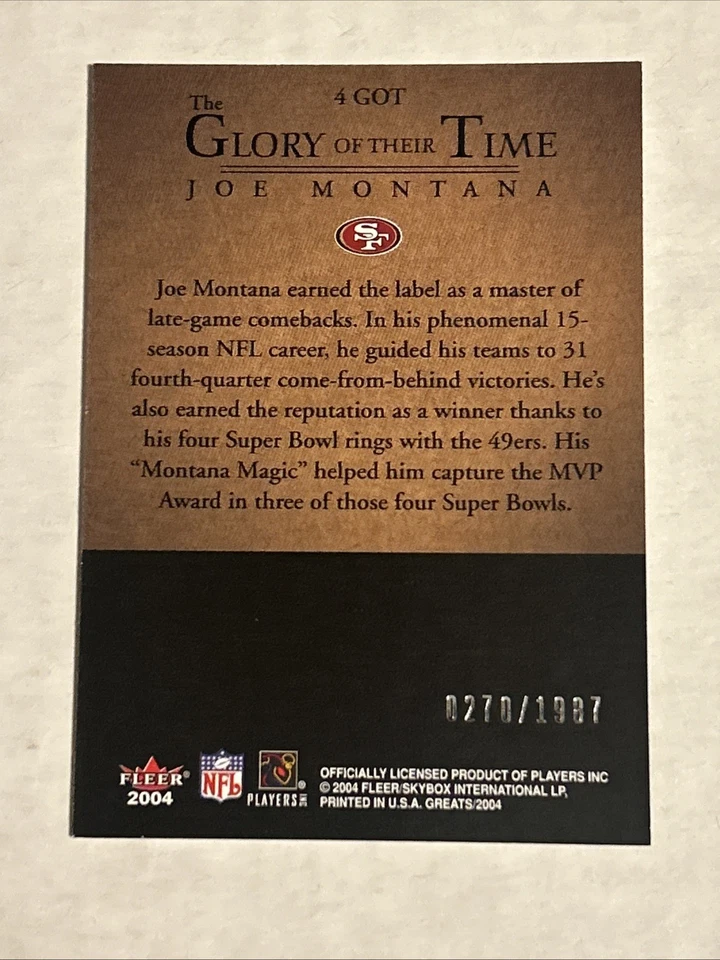 4 GOT
The
GLORY OF THEIR TIME
JOE MONTANA
SF
Joe Montana earned the label as a master of
late-game comebacks. In his phenomenal 15-
season NFL career, he guided his teams to 31
fourth-quarter come-from-behind victories. He's
also earned the reputation as a winner thanks to
his four Super Bowl rings with the 49ers. His
“Montana Magic” helped him capture the MVP
Award in three of those four Super Bowls.
0270/1987
FLEER®
2004
NFL
PLAYERS INC
®
OFFICIALLY LICENSED PRODUCT OF PLAYERS INC
© 2004 FLEER/SKYBOX INTERNATIONAL LP,
PRINTED IN U.S.A. GREATS/2004